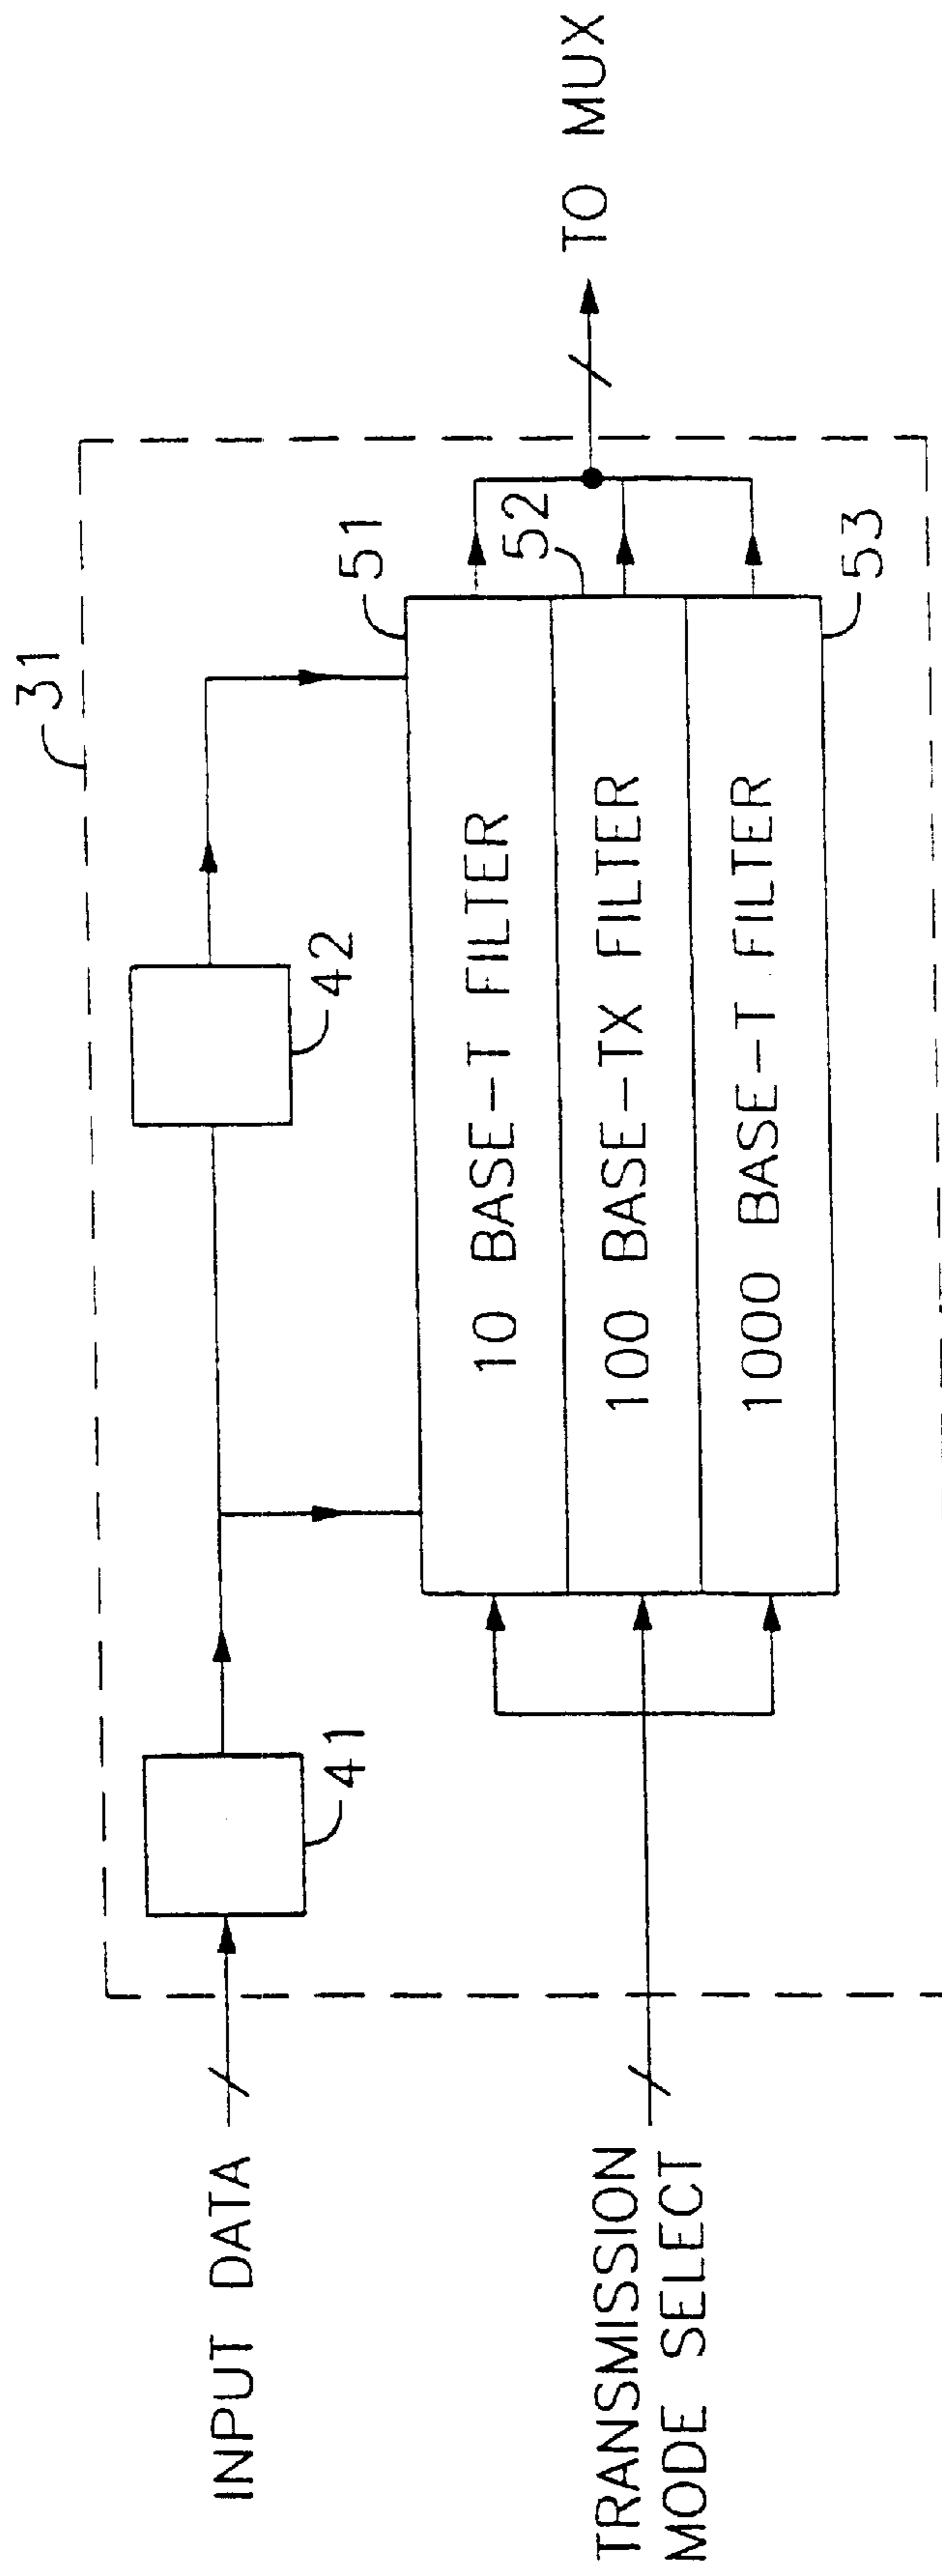 31
INPUT DATA
41
42
51
TO MUX
TRANSMISSION
MODE SELECT
10 BASE-T FILTER
100 BASE-TX FILTER
1000 BASE-T FILTER
52
53